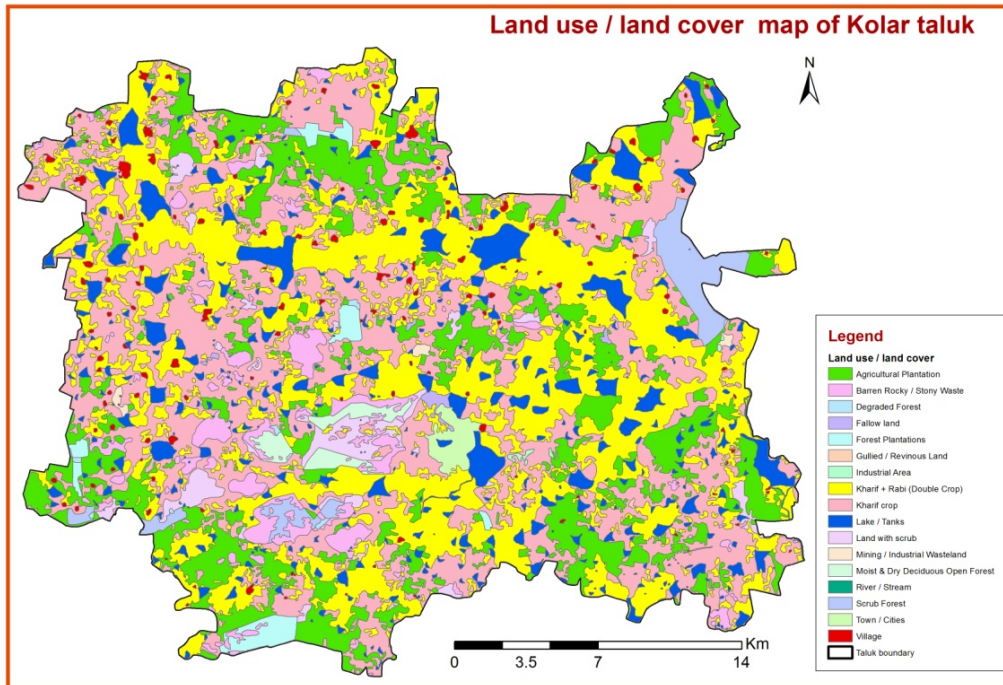 Land use / land cover map of Kolar taluk
N
Legend
Land use / land cover
Agricultural Plantation
Barren Rocky / Stony Waste
Degraded Forest
Fallow land
Forest Plantations
Gullied / Revinous Land
Industrial Area
Kharif + Rabi (Double Crop)
Kharif crop
Lake / Tanks
Land with scrub
Mining / Industrial Wasteland
Moist & Dry Deciduous Open Forest
River / Stream
Scrub Forest
Town / Cities
Village
Taluk boundary
Km
0 3.5 7 14